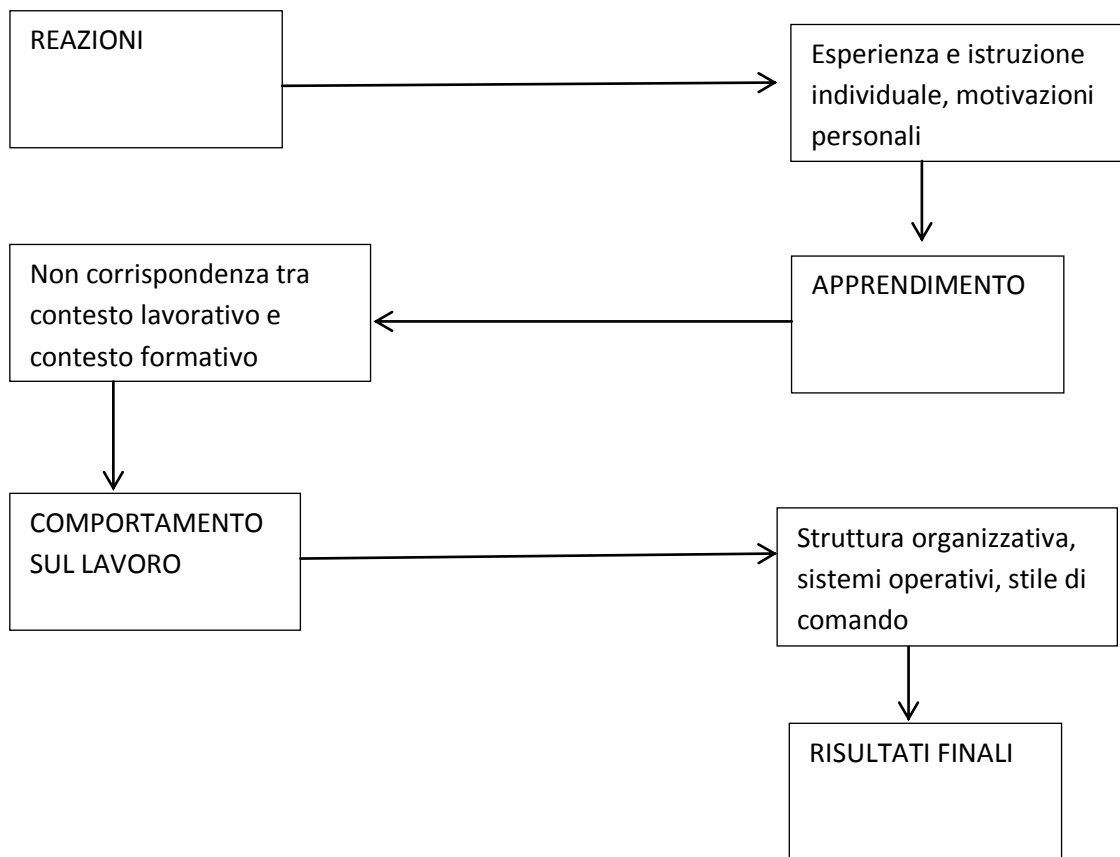 REAZIONI
Esperienza e istruzione
individuale, motivazioni
personali
Non corrispondenza tra
contesto lavorativo e
contesto formativo
APPRENDIMENTO
COMPORTAMENTO
SUL LAVORO
Struttura organizzativa,
sistemi operativi, stile di
comando
RISULTATI FINALI